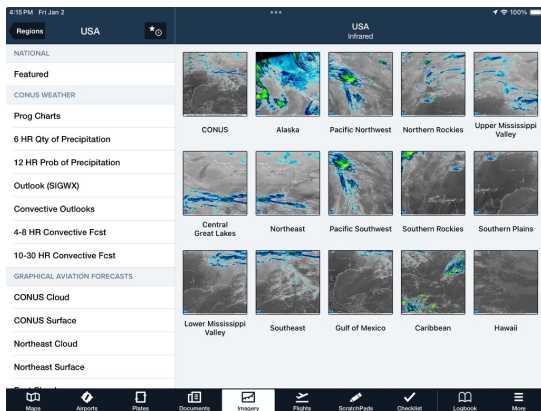 4:15 PM Fri Jan 2
100%
Regions
USA
USA
Infrared
NATIONAL
Featured
CONUS WEATHER
Prog Charts
6 HR Qty of Precipitation
12 HR Prob of Precipitation
Outlook (SIGWX)
Convective Outlooks
4-8 HR Convective Fcst
10-30 HR Convective Fcst
GRAPHICAL AVIATION FORECASTS
CONUS Cloud
CONUS Surface
Northeast Cloud
Northeast Surface
CONUS
Alaska
Pacific Northwest
Northern Rockies
Upper Mississippi
Valley
Central
Great Lakes
Northeast
Pacific Southwest
Southern Rockies
Southern Plains
Lower Mississippi
Valley
Southeast
Gulf of Mexico
Caribbean
Hawaii
Maps
Airports
Plates
Documents
Imagery
Flights
ScratchPads
Checklist
Logbook
More